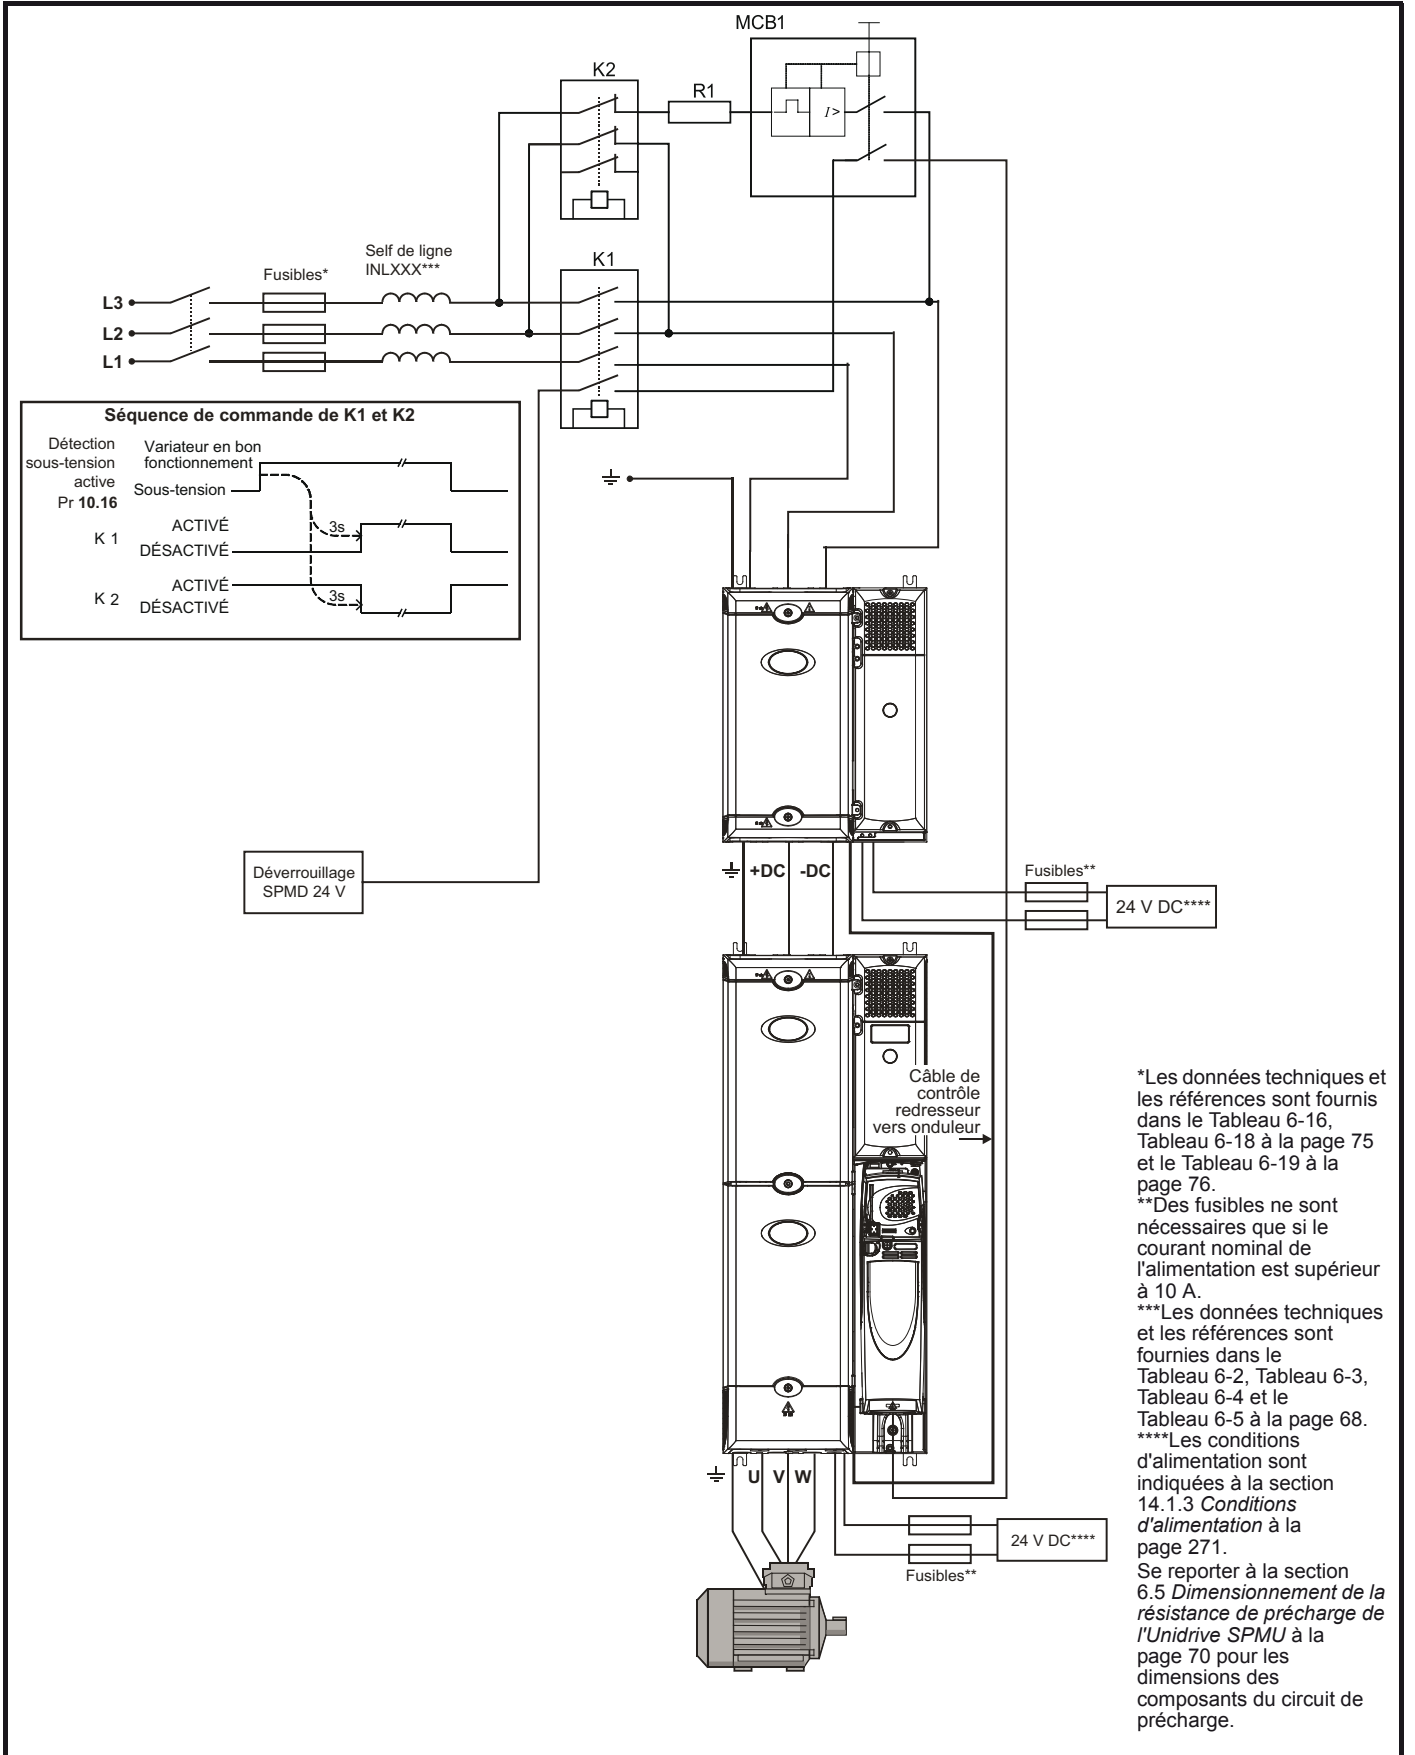 MCB1
K2
R1
I>
Self de ligne
INLXXX***
K1
Fusibles*
L3
L2
L1
Séquence de commande de K1 et K2
Détection
sous-tension
active
Pr 10.16
Variateur en bon
fonctionnement
Sous-tension
K 1
ACTIVÉ
DÉSACTIVÉ
3s
K 2
ACTIVÉ
DÉSACTIVÉ
3s
Déverrouillage
SPMD 24 V
+DC
-DC
Fusibles**
24 V DC****
Câble de
contrôle
redresseur
vers onduleur
U
V
W
24 V DC****
Fusibles**
*Les données techniques et
les références sont fournis
dans le Tableau 6-16,
Tableau 6-18 à la page 75
et le Tableau 6-19 à la
page 76.
**Des fusibles ne sont
nécessaires que si le
courant nominal de
l'alimentation est supérieur
à 10 A.
***Les données techniques
et les références sont
fournies dans le
Tableau 6-2, Tableau 6-3,
Tableau 6-4 et le
Tableau 6-5 à la page 68.
****Les conditions
d'alimentation sont
indiquées à la section
14.1.3 Conditions
d'alimentation à la
page 271.
Se reporter à la section
6.5 Dimensionnement de la
résistance de précharge de
l'Unidrive SPMU à la
page 70 pour les
dimensions des
composants du circuit de
précharge.